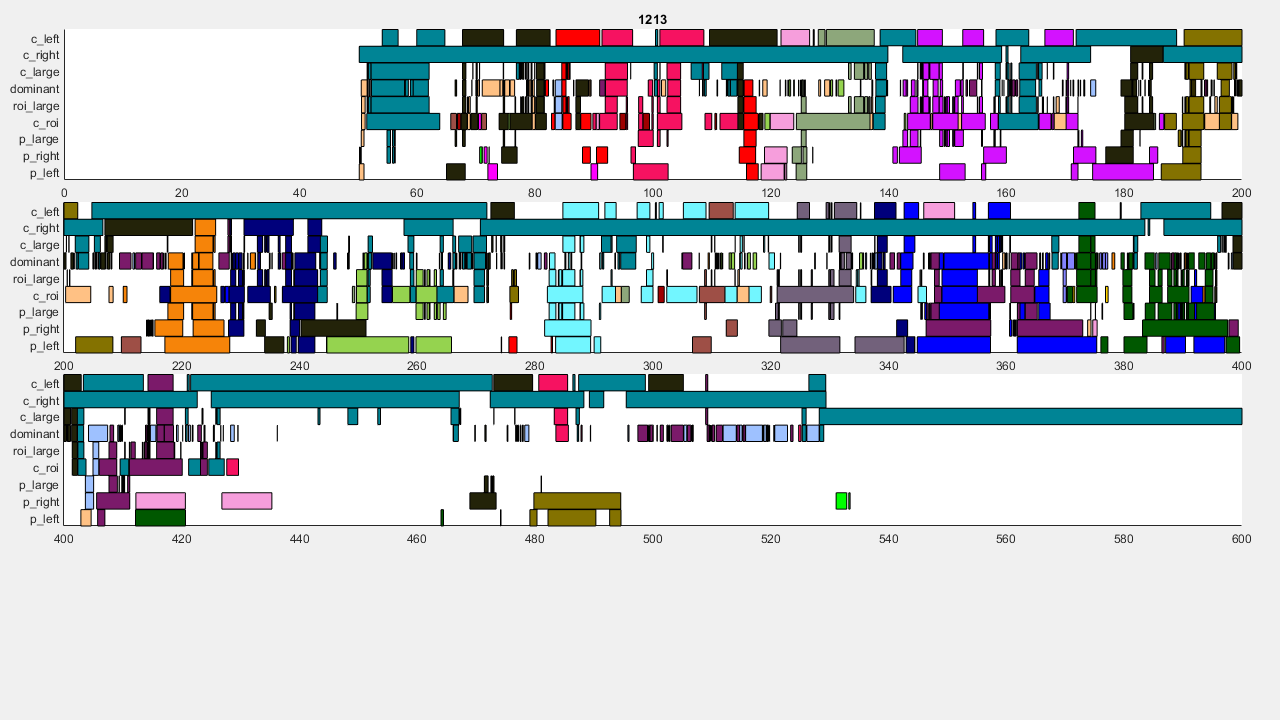 1213
c_left
c_right
c_large
dominant
roi_large
c_roi
p_large
p_right
p_left
0 20 40 60 80 100 120 140 160 180 200
c_left
c_right
c_large
dominant
roi_large
c_roi
p_large
p_right
p_left
200 220 240 260 280 300 320 340 360 380 400
c_left
c_right
c_large
dominant
roi_large
c_roi
p_large
p_right
p_left
400 420 440 460 480 500 520 540 560 580 600